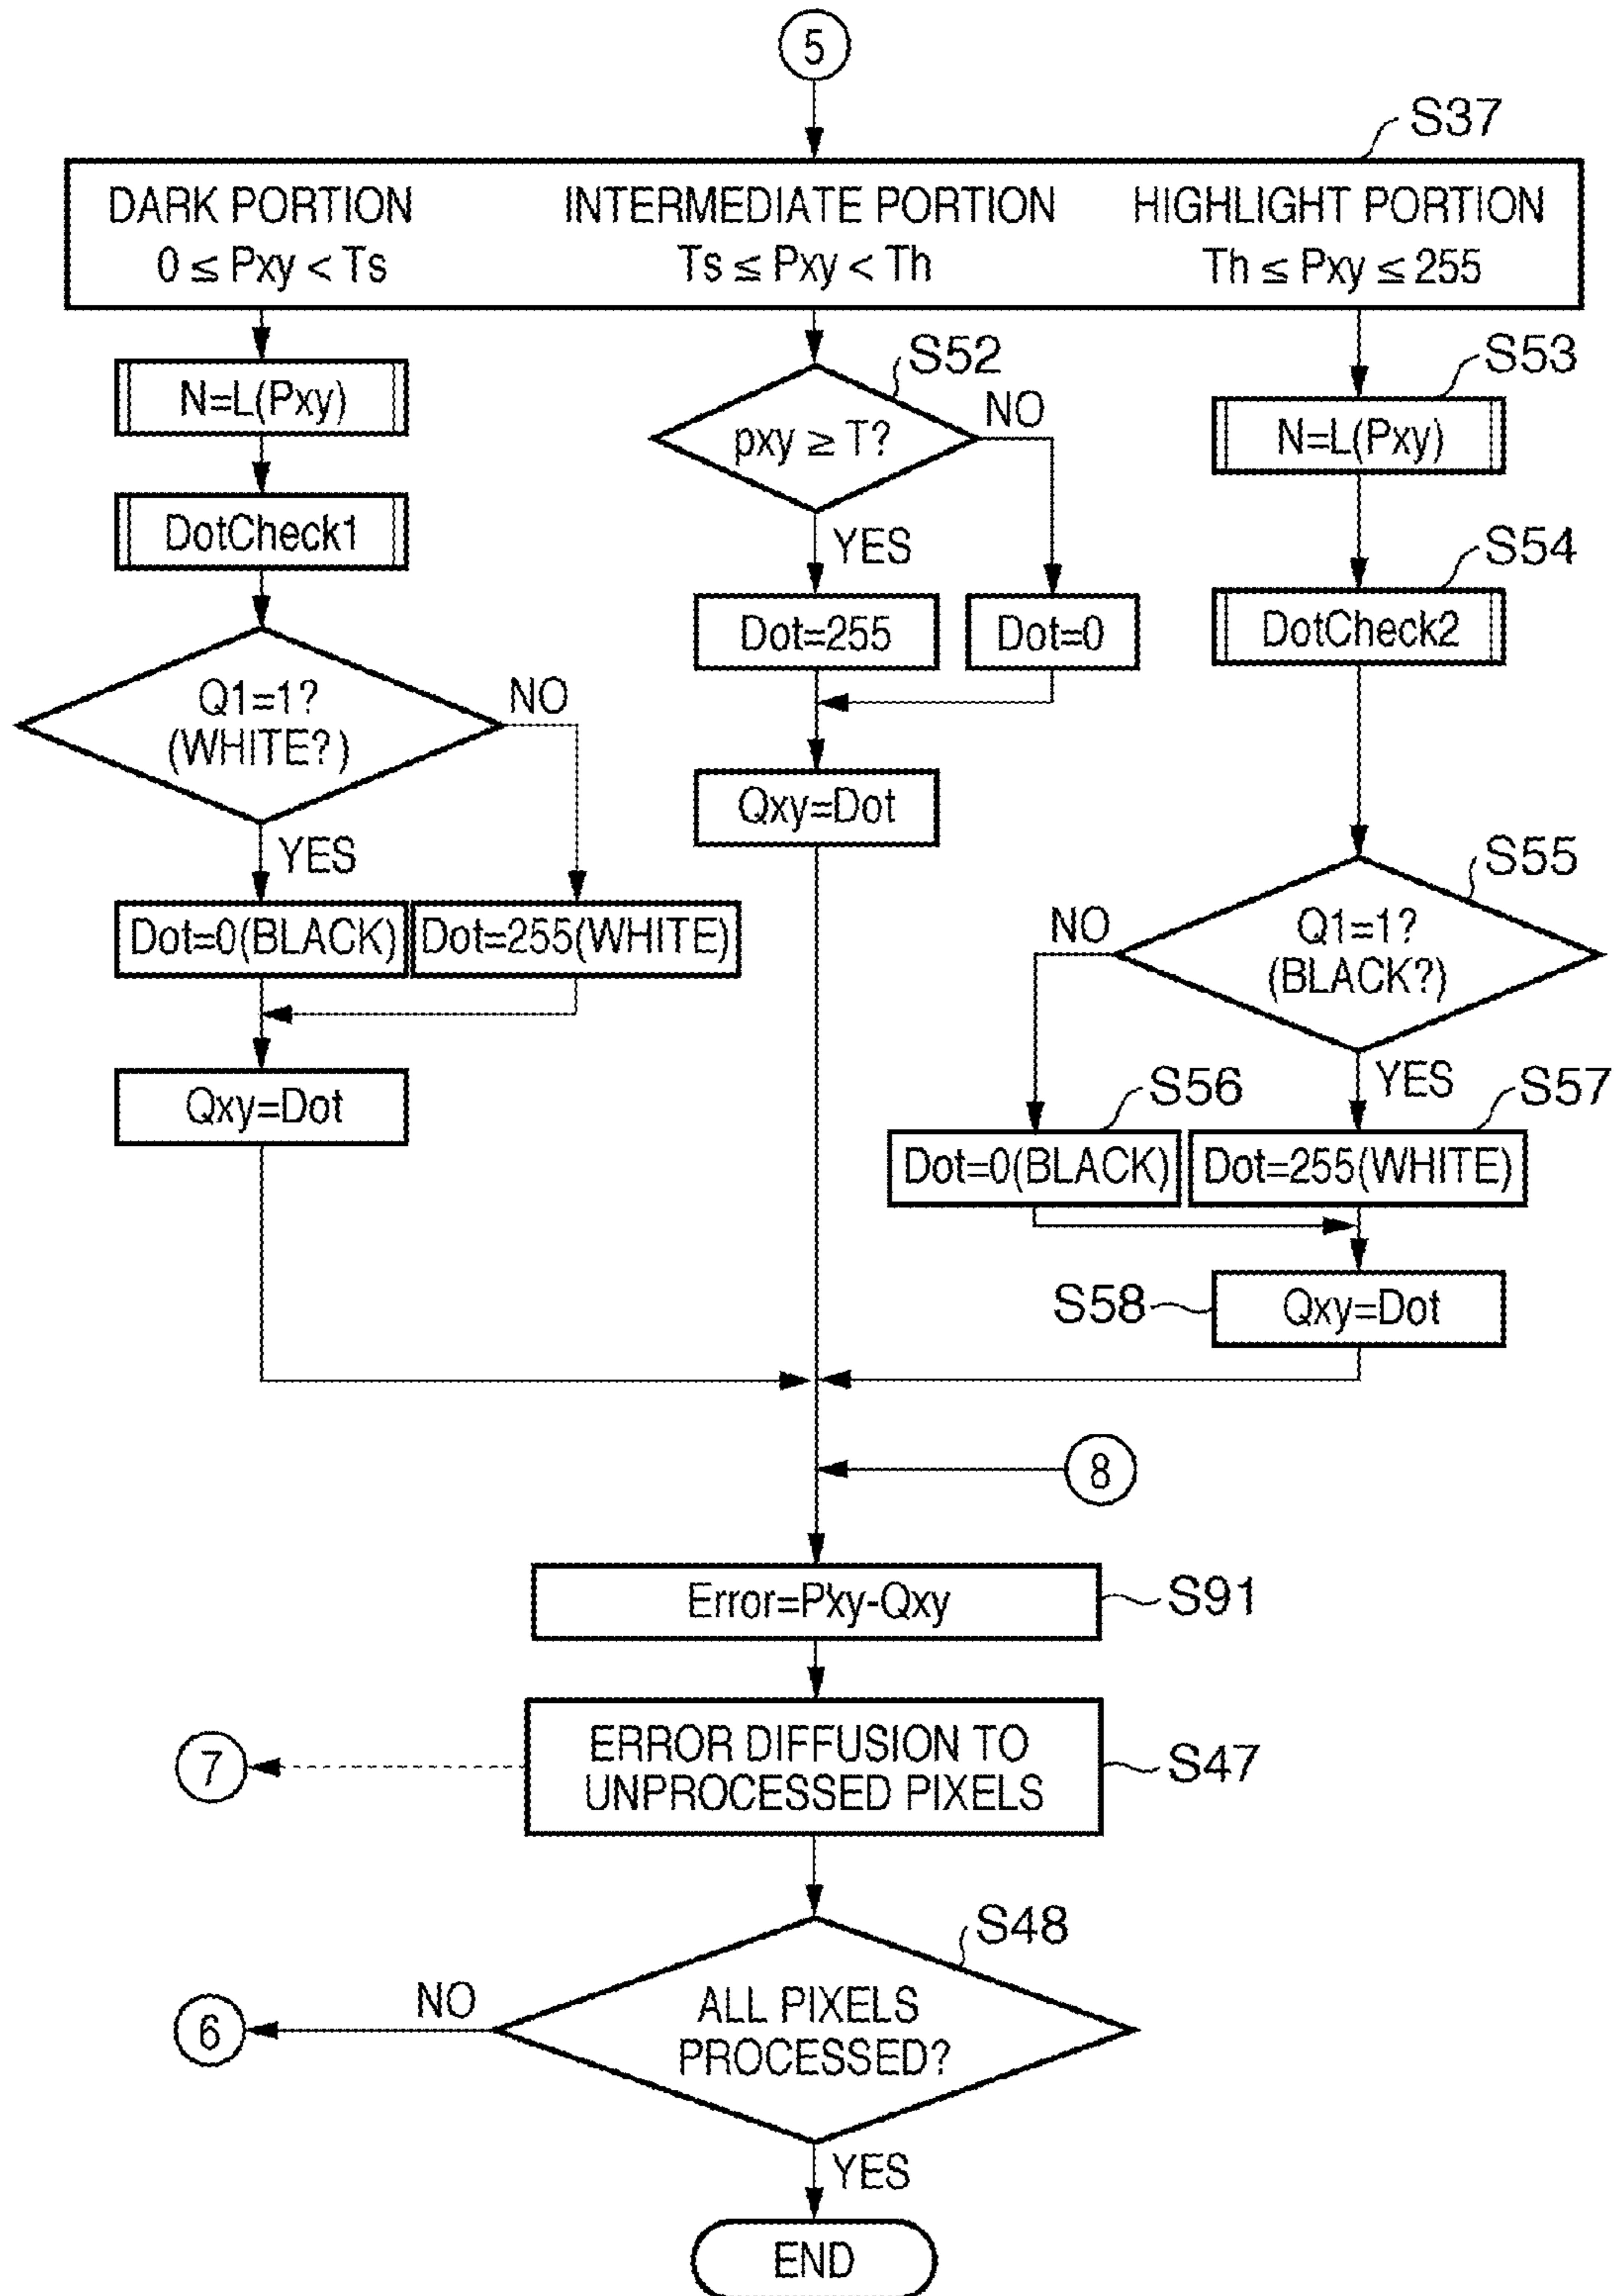 5
S37
DARK PORTION
0 ≤ Pxy < Ts
INTERMEDIATE PORTION
Ts ≤ Pxy < Th
HIGHLIGHT PORTION
Th ≤ Pxy ≤ 255
N=L(Pxy)
DotCheck1
Q1=1?
(WHITE?)
NO
YES
Dot=0(BLACK)
Dot=255(WHITE)
Qxy=Dot
S52
pxy ≥ T?
NO
YES
Dot=255
Dot=0
Qxy=Dot
S53
N=L(Pxy)
S54
DotCheck2
S55
Q1=1?
(BLACK?)
NO
YES
S56
S57
Dot=0(BLACK)
Dot=255(WHITE)
S58
Qxy=Dot
8
Error=Pxy-Qxy
S91
ERROR DIFFUSION TO
UNPROCESSED PIXELS
S47
7
S48
ALL PIXELS
PROCESSED?
NO
6
YES
END